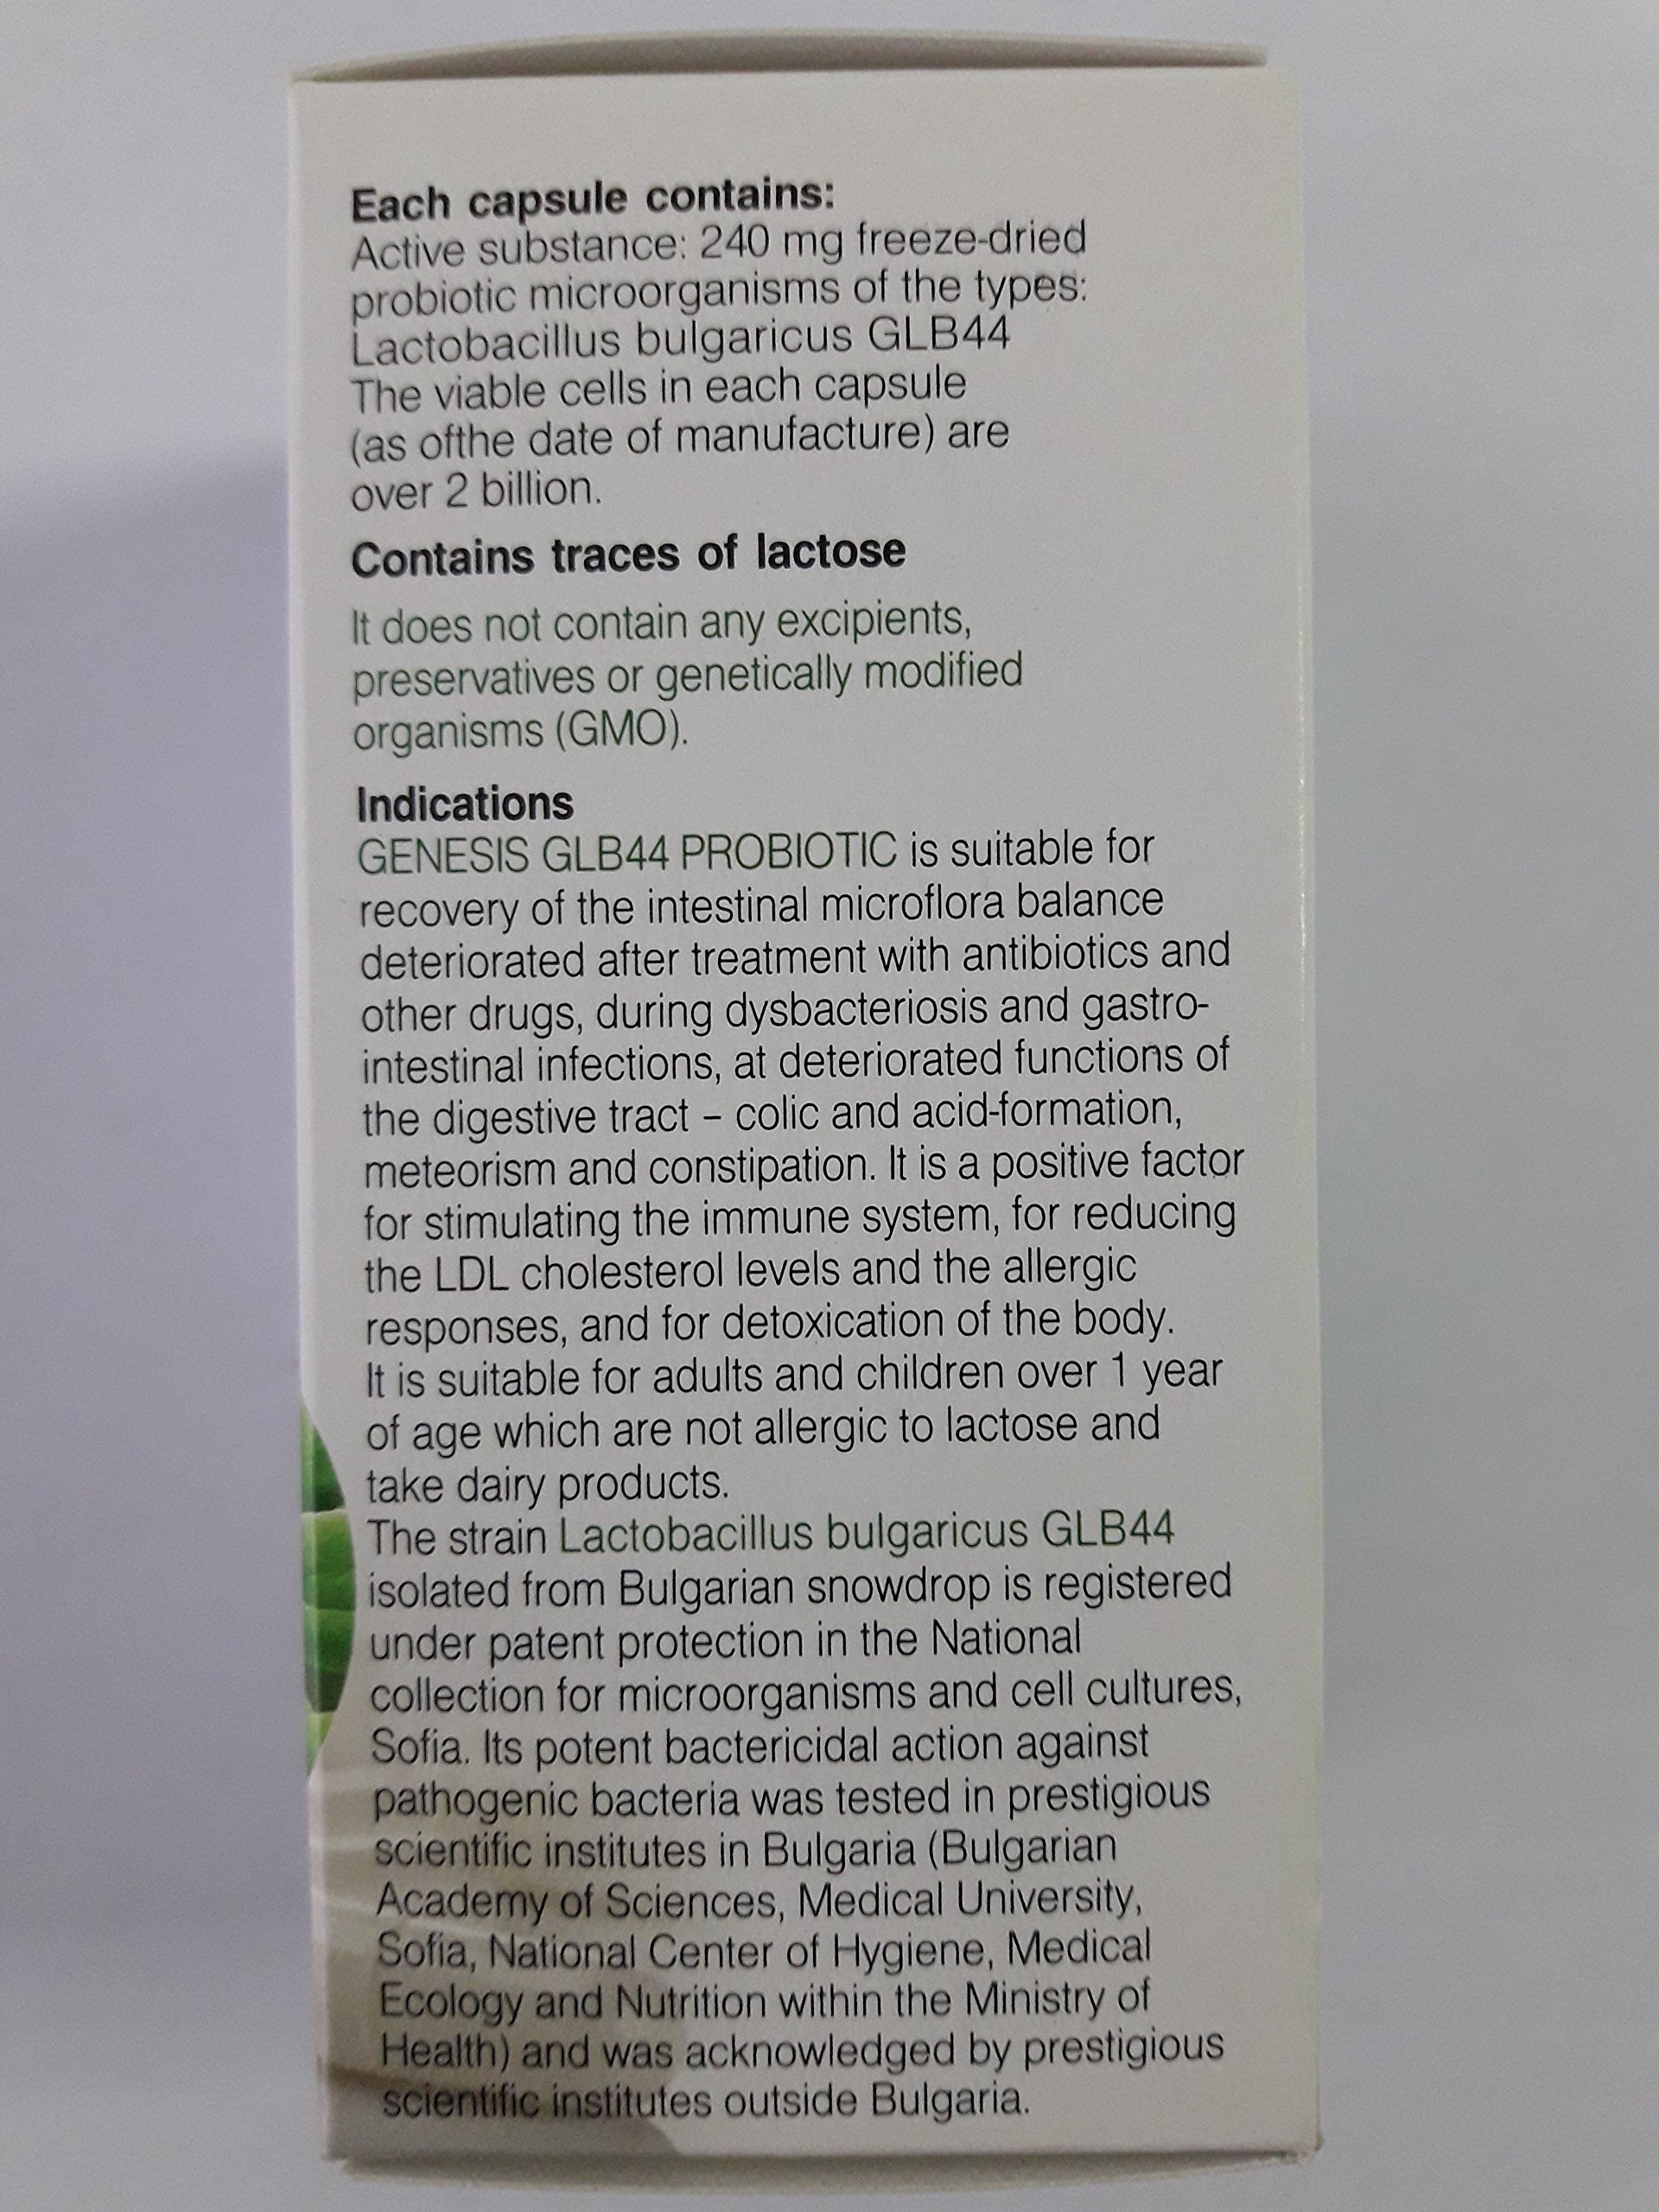 Each capsule contains:
Active substance: 240 mg freeze-dried
probiotic microorganisms of the types:
Lactobacillus bulgaricus GLB44
The viable cells in each capsule
(as ofthe date of manufacture) are
over 2 billion.
Contains traces of lactose
It does not contain any excipients,
preservatives or genetically modified
organisms (GMO).
Indications
GENESIS GLB44 PROBIOTIC is suitable for
recovery of the intestinal microflora balance
deteriorated after treatment with antibiotics and
other drugs, during dysbacteriosis and gastro-
intestinal infections, at deteriorated functions of
the digestive tract – colic and acid-formation,
meteorism and constipation. It is a positive factor
for stimulating the immune system, for reducing
the LDL cholesterol levels and the allergic
responses, and for detoxication of the body.
It is suitable for adults and children over 1 year
of age which are not allergic to lactose and
take dairy products.
The strain Lactobacillus bulgaricus GLB44
isolated from Bulgarian snowdrop is registered
under patent protection in the National
collection for microorganisms and cell cultures,
Sofia. Its potent bactericidal action against
pathogenic bacteria was tested in prestigious
scientific institutes in Bulgaria (Bulgarian
Academy of Sciences, Medical University,
Sofia, National Center of Hygiene, Medical
Ecology and Nutrition within the Ministry of
Health) and was acknowledged by prestigious
scientific institutes outside Bulgaria.